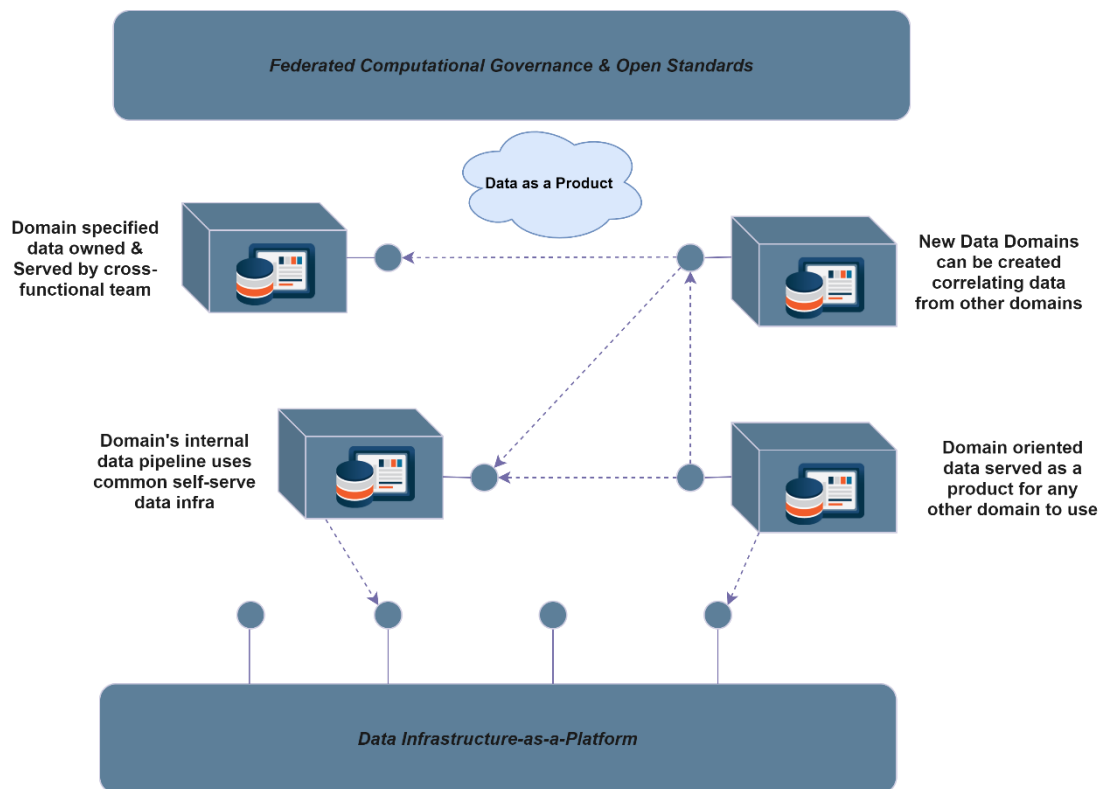 Federated Computational Governance & Open Standards
Data as a Product
Domain specified
data owned &
Served by cross-
functional team
New Data Domains
can be created
correlating data
from other domains
Domain's internal
data pipeline uses
common self-serve
data infra
Domain oriented
data served as a
product for any
other domain to use
Data Infrastructure-as-a-Platform